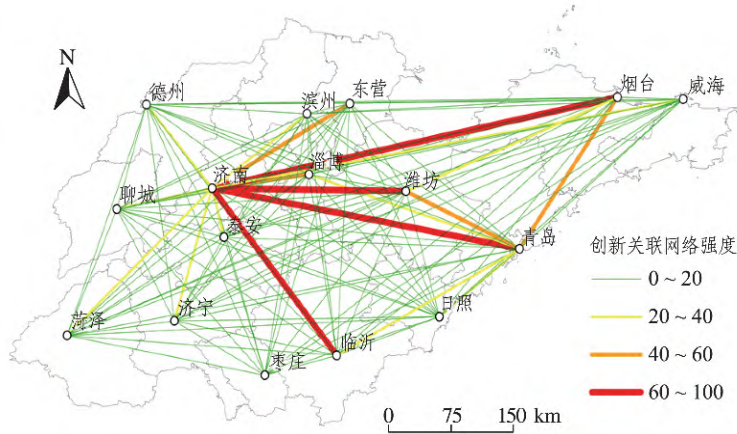 N
德州
滨州
东营
烟台
威海
济南
淄博
潍坊
聊城
泰安
青岛
菏泽
济宁
日照
临沂
枣庄
创新关联网络强度
0~20
20~40
40~60
60~100
0 75 150 km